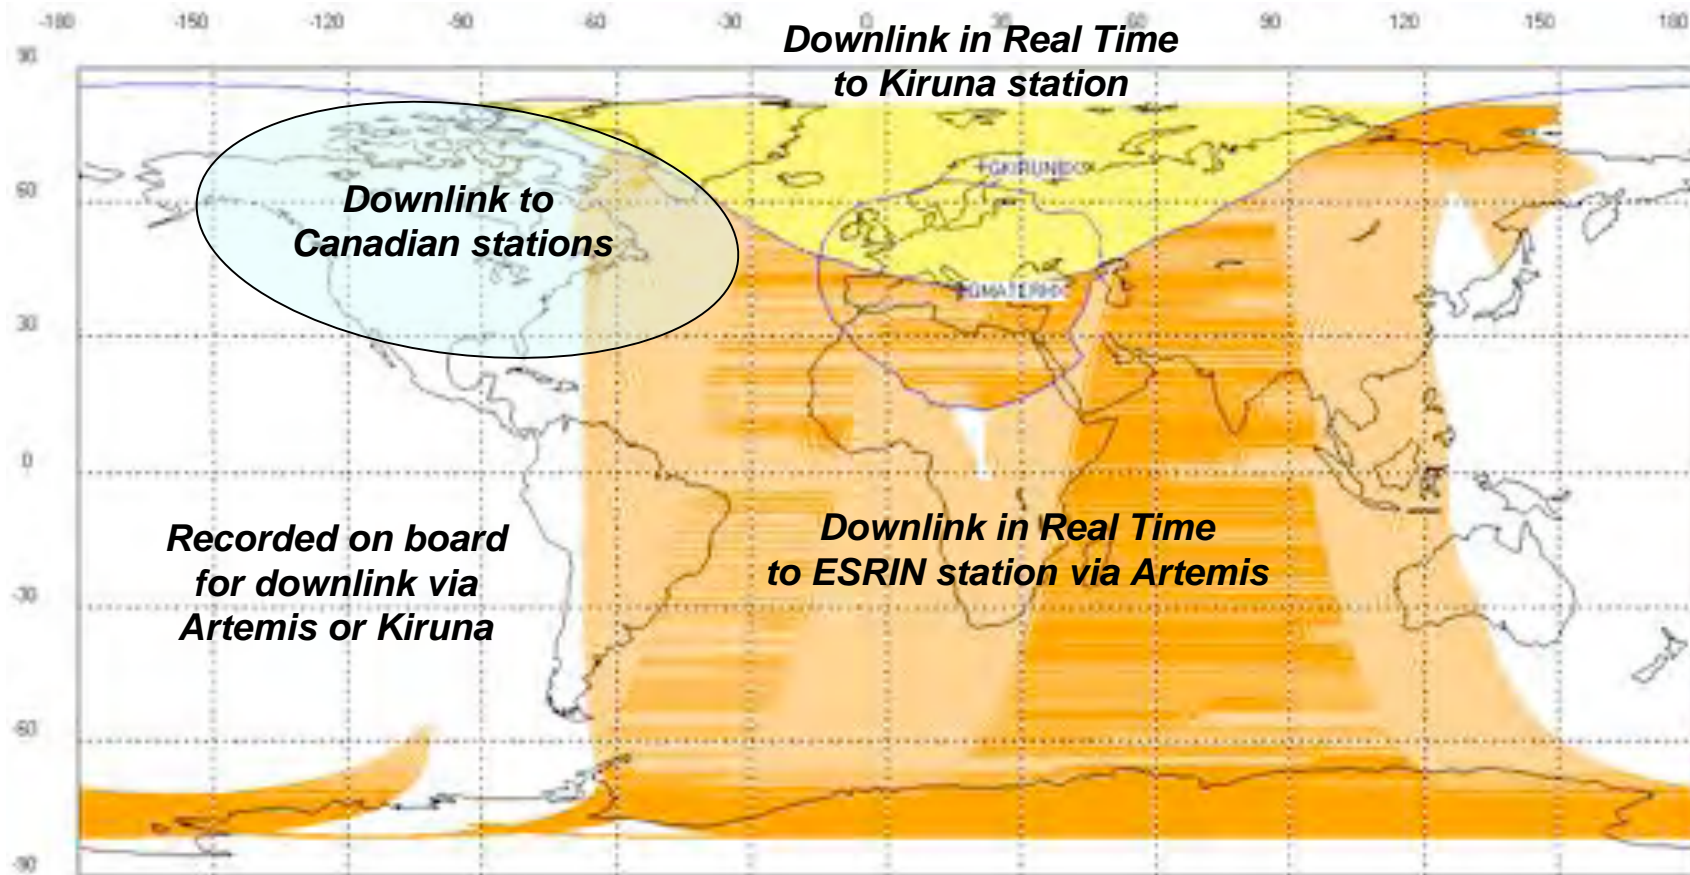 -180 -150 -120 -90 -60 -30 0 30 60 90 120 150 180
Downlink in Real Time
to Kiruna station
90
60
30
0
-30
-60
-90
Downlink to
Canadian stations
Recorded on board
for downlink via
Artemis or Kiruna
Downlink in Real Time
to ESRIN station via Artemis